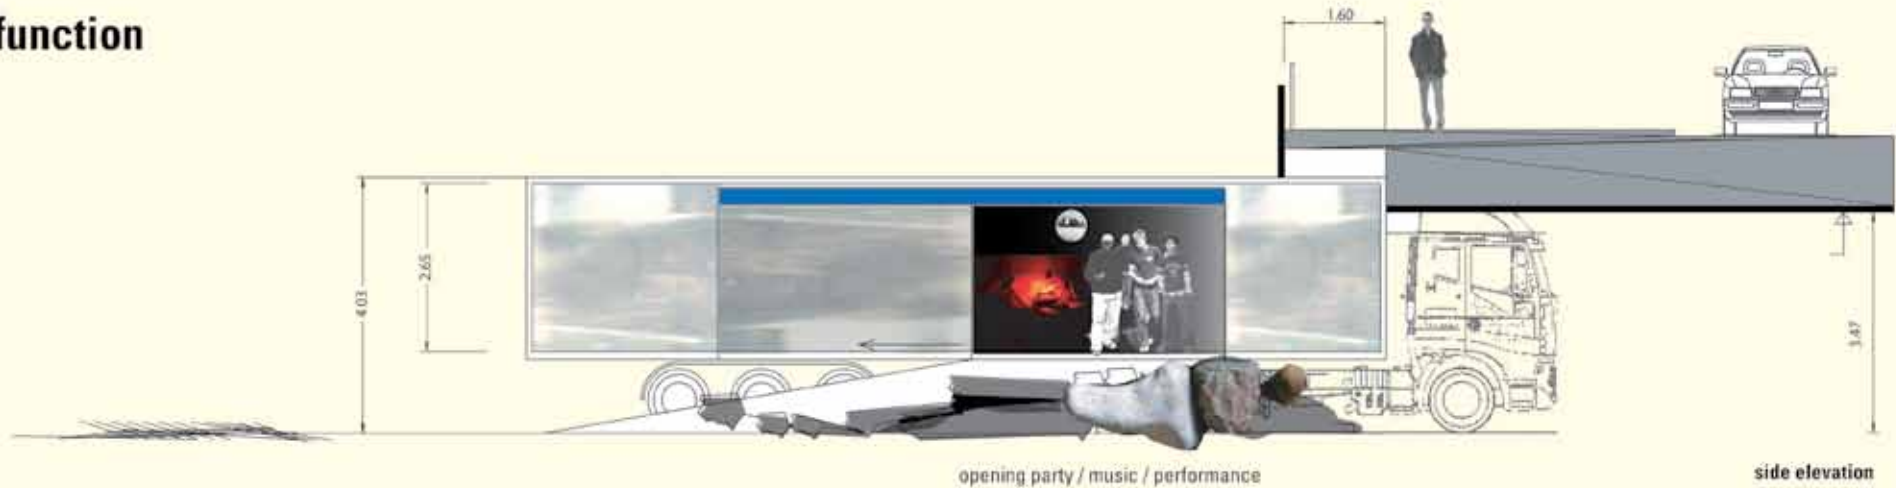 function
1.60
4.03
2.65
3.47
opening party / music / performance
side elevation